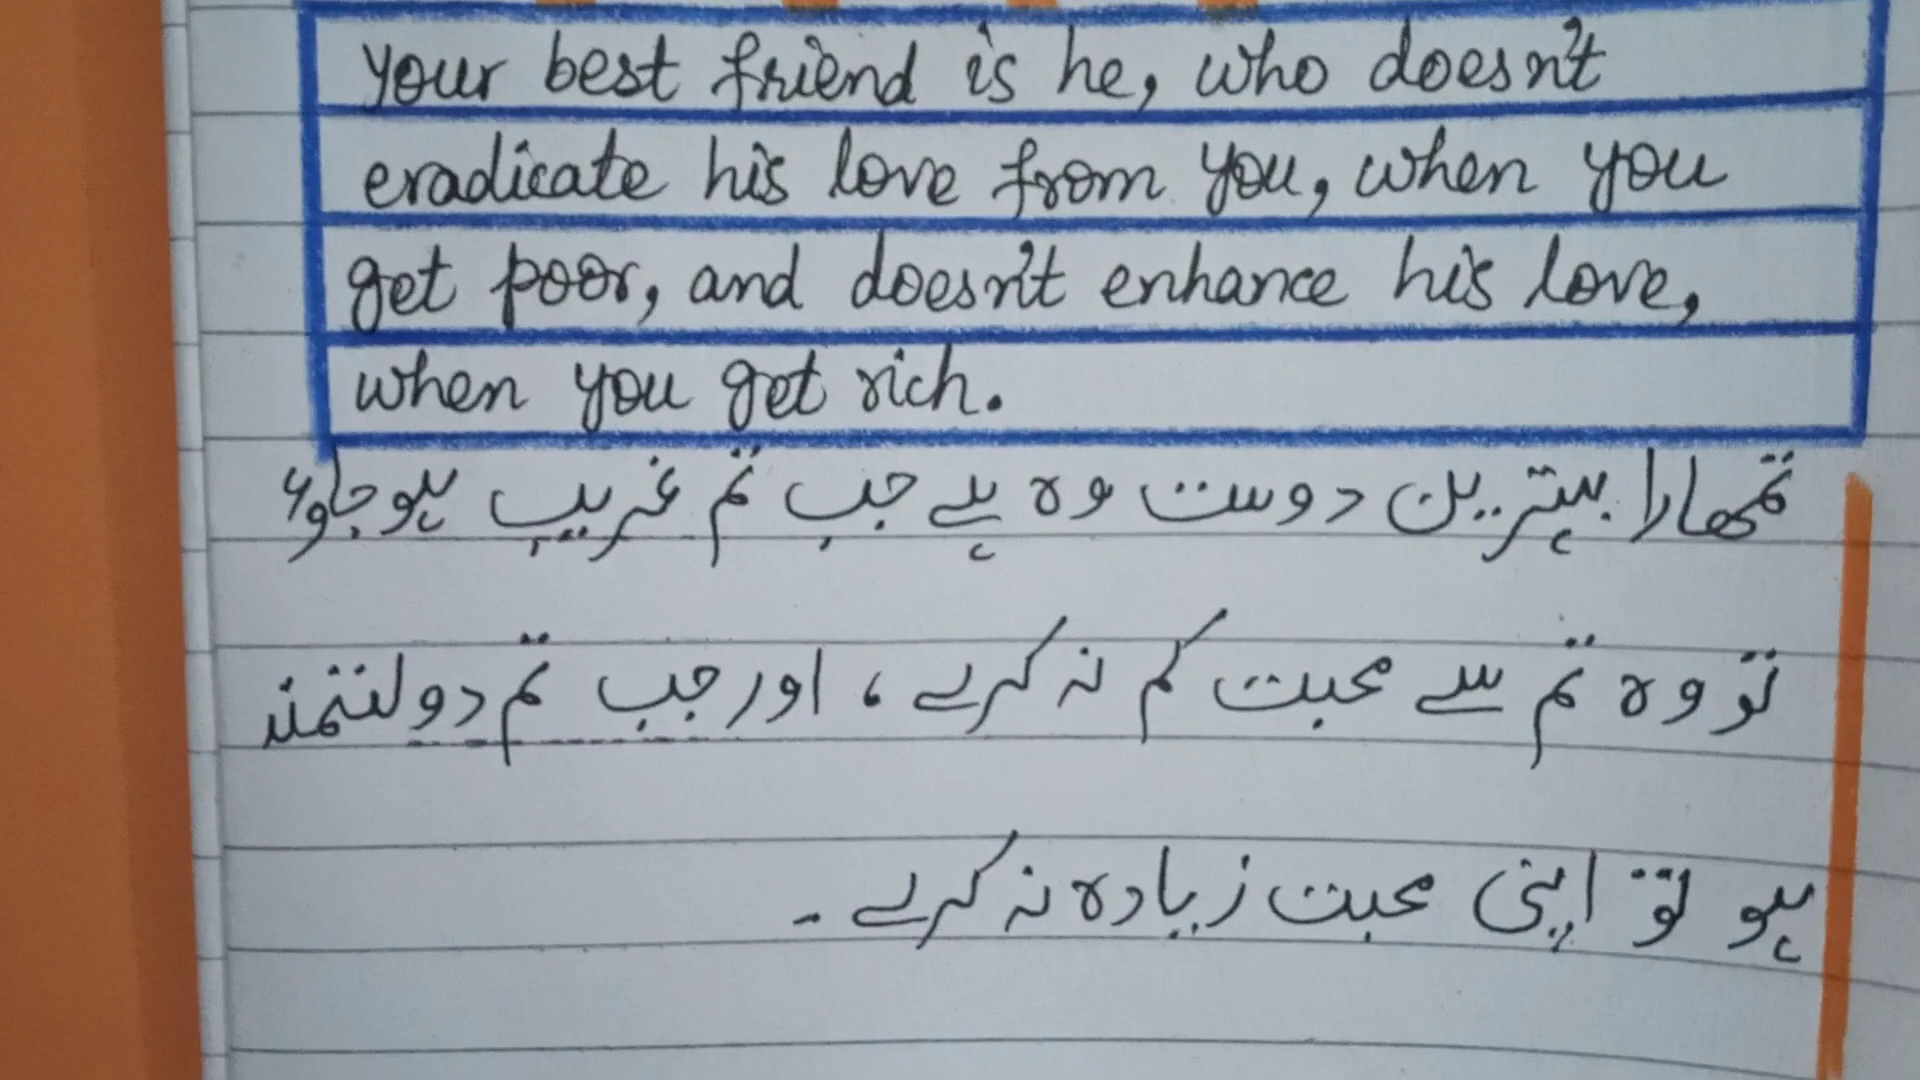 your best friend is he, who doesn't
eradicate his love from you, when you
get poor, and doesn't enhance his love,
when you get rich.
تمھارا بہترین دوست وہ ہے جب تم غریب ہو جاوء
تو وہ تم سے محبت کم نہ کرے، اور جب تم دولتمند
ہو تو اپنی محبت زیادہ نہ کرے۔